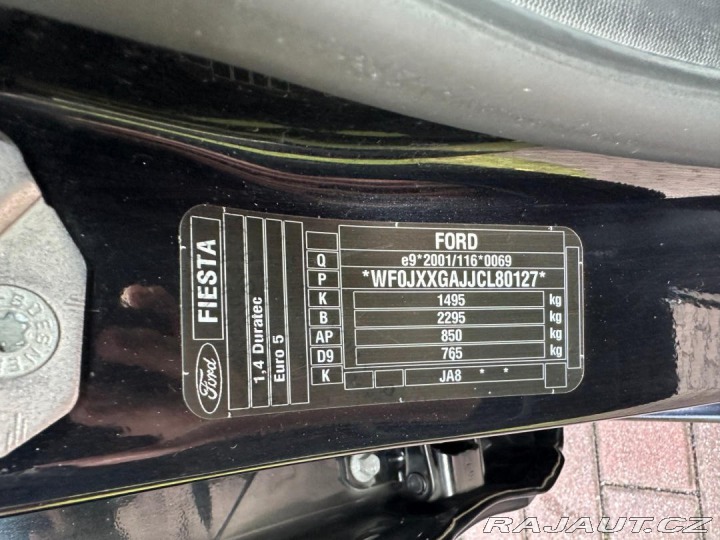 FORD
Q e9*2001/116*0069
P *WF0JXXGAJJCL80127*
K 1495 kg
B 2295 kg
AP 850 kg
D9 765 kg
K JA8 * *
FIESTA
Ford
1,4 Duratec
Euro 5
RAJAUT.CZ